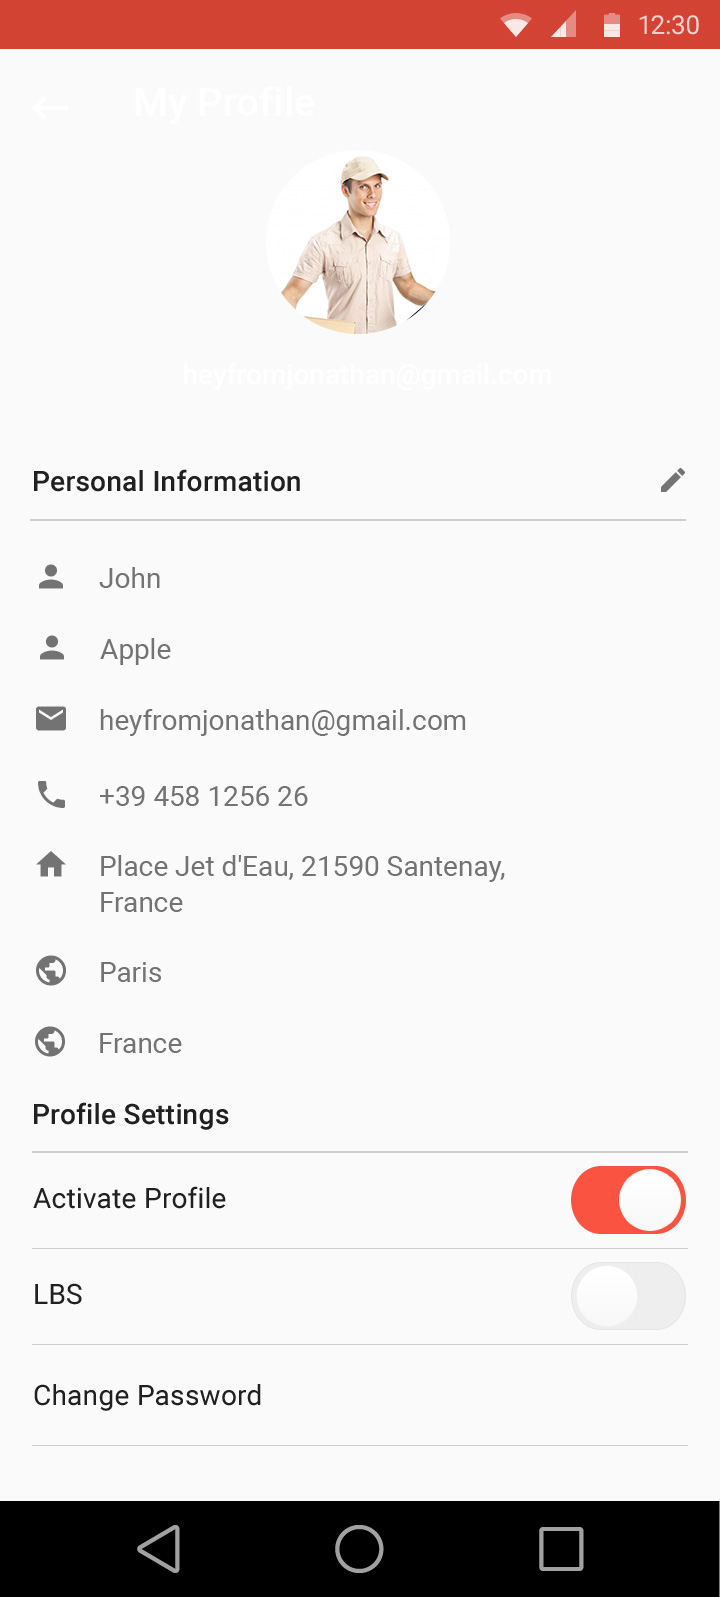 12:30
My Profile
heyfromjonathan@gmail.com
Personal Information
John
Apple
heyfromjonathan@gmail.com
+39 458 1256 26
Place Jet d'Eau, 21590 Santenay,
France
Paris
France
Profile Settings
Activate Profile
LBS
Change Password